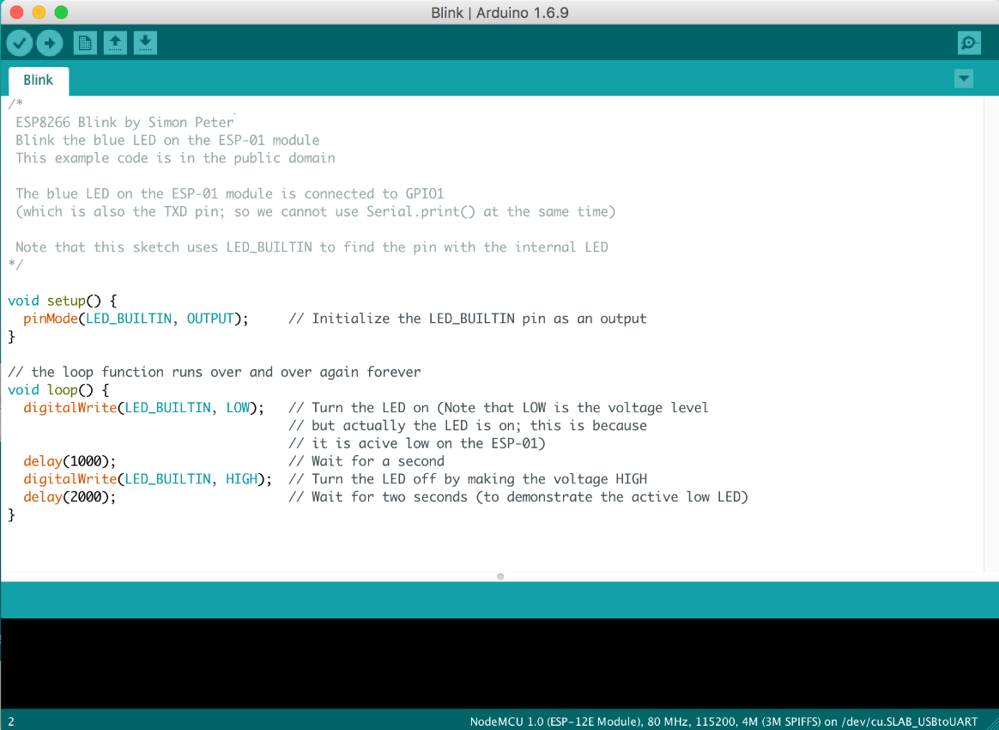 Blink | Arduino 1.6.9
Blink
/*
ESP8266 Blink by Simon Peter
Blink the blue LED on the ESP-01 module
This example code is in the public domain
The blue LED on the ESP-01 module is connected to GPIO1
(which is also the TXD pin; so we cannot use Serial.print() at the same time)
Note that this sketch uses LED_BUILTIN to find the pin with the internal LED
*/
void setup() {
  pinMode(LED_BUILTIN, OUTPUT);     // Initialize the LED_BUILTIN pin as an output
}
// the loop function runs over and over again forever
void loop() {
  digitalWrite(LED_BUILTIN, LOW);   // Turn the LED on (Note that LOW is the voltage level
                                    // but actually the LED is on; this is because
                                    // it is acive low on the ESP-01)
  delay(1000);                      // Wait for a second
  digitalWrite(LED_BUILTIN, HIGH);  // Turn the LED off by making the voltage HIGH
  delay(2000);                      // Wait for two seconds (to demonstrate the active low LED)
}
2 NodeMCU 1.0 (ESP-12E Module), 80 MHz, 115200, 4M (3M SPIFFS) on /dev/cu.SLAB_USBtoUART